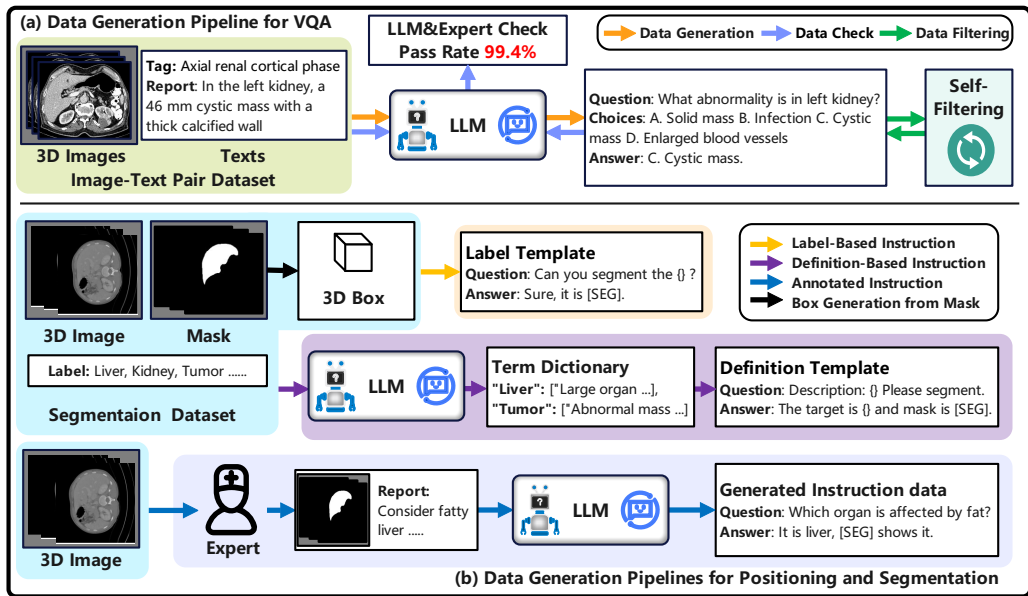 (a) Data Generation Pipeline for VQA
LLM&Expert Check
Pass Rate 99.4%
Data Generation
Data Check
Data Filtering
Tag: Axial renal cortical phase
Report: In the left kidney, a
46 mm cystic mass with a
thick calcified wall
3D Images
Texts
Image-Text Pair Dataset
?
LLM
Question: What abnormality is in left kidney?
Choices: A. Solid mass B. Infection C. Cystic
mass D. Enlarged blood vessels
Answer: C. Cystic mass.
Self-
Filtering
3D Image
Mask
3D Box
Label Template
Question: Can you segment the {} ?
Answer: Sure, it is [SEG].
Label-Based Instruction
Definition-Based Instruction
Annotated Instruction
Box Generation from Mask
Label: Liver, Kidney, Tumor ......
Segmentaion Dataset
?
LLM
Term Dictionary
"Liver": ["Large organ ...],
"Tumor": ["Abnormal mass ...]
Definition Template
Question: Description: {} Please segment.
Answer: The target is {} and mask is [SEG].
3D Image
Expert
Report:
Consider fatty
liver .....
?
LLM
Generated Instruction data
Question: Which organ is affected by fat?
Answer: It is liver, [SEG] shows it.
(b) Data Generation Pipelines for Positioning and Segmentation